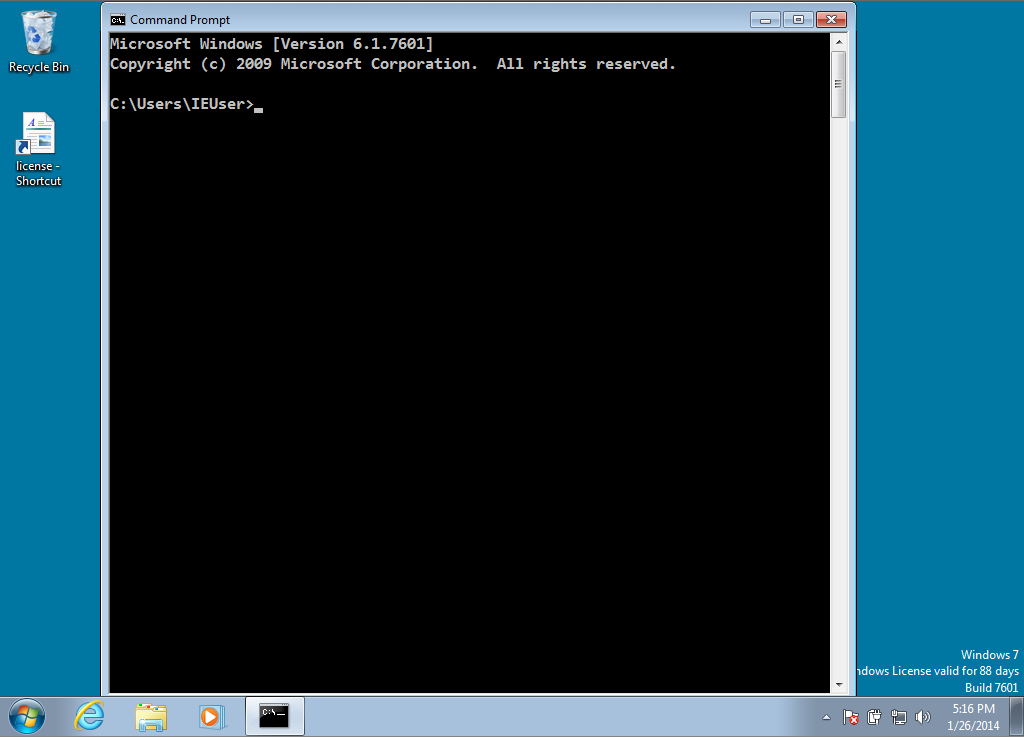 Recycle Bin
license -
Shortcut
Command Prompt
Microsoft Windows [Version 6.1.7601]
Copyright (c) 2009 Microsoft Corporation.  All rights reserved.
C:\Users\IEUser>_
Windows 7
ndows License valid for 88 days
Build 7601
5:16 PM
1/26/2014